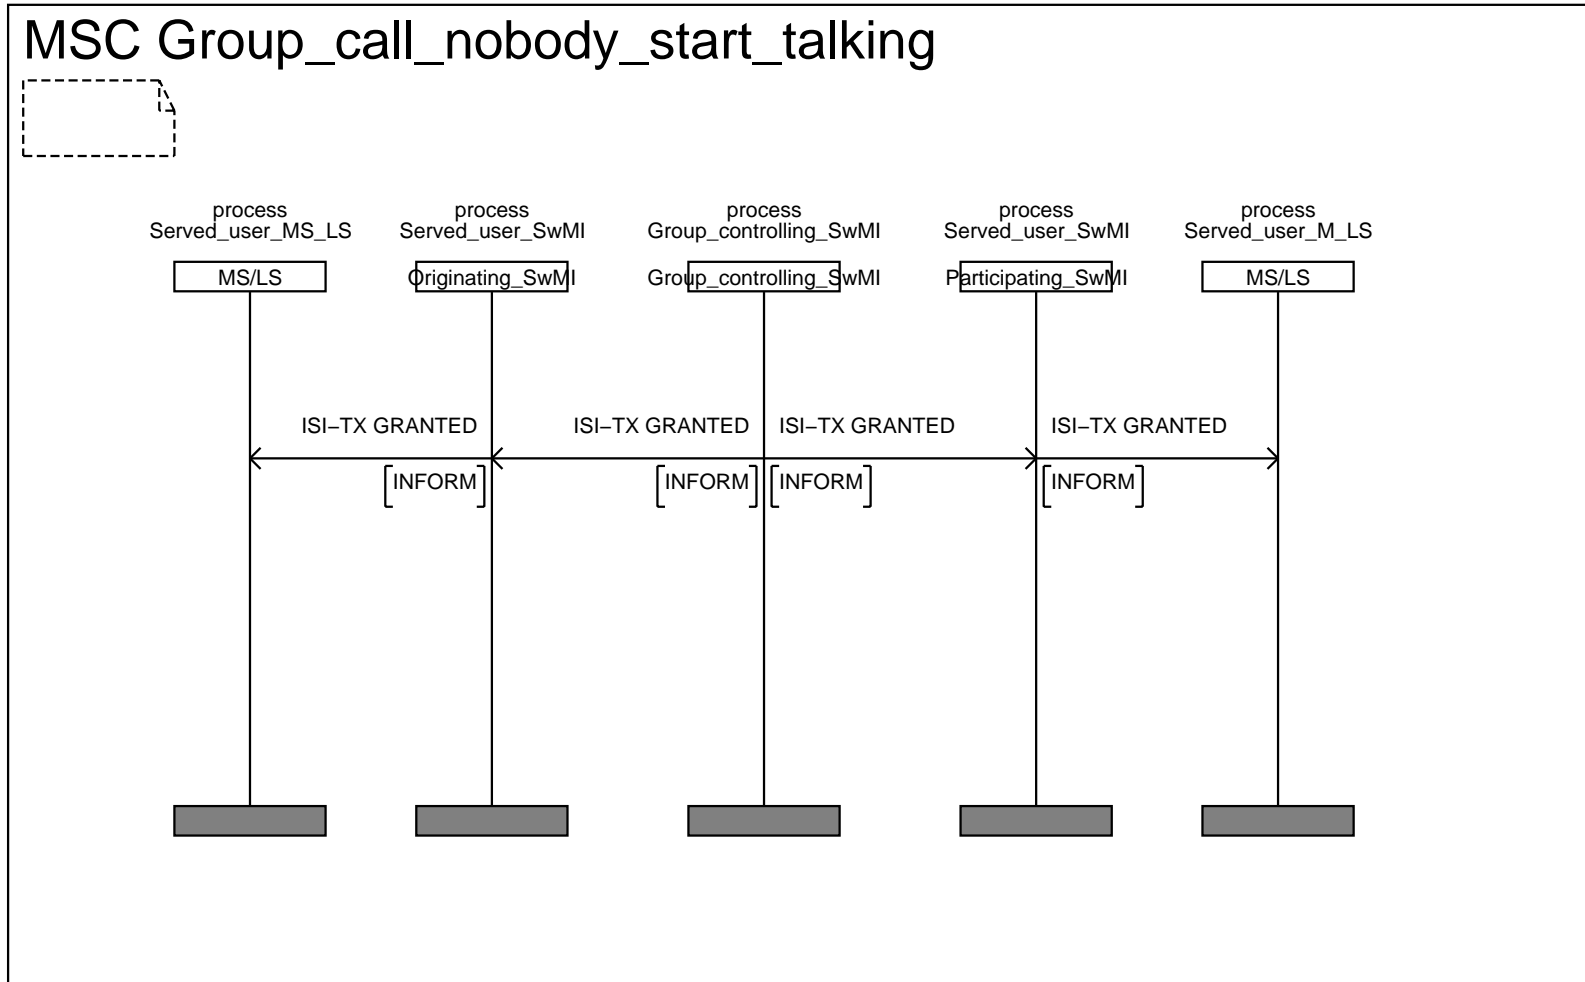 MSC Group_call_nobody_start_talking
process
Served_user_MS_LS
process
Served_user_SwMI
process
Group_controlling_SwMI
process
Served_user_SwMI
process
Served_user_M_LS
MS/LS
Originating_SwMI
Group_controlling_SwMI
Participating_SwMI
MS/LS
ISI−TX GRANTED
ISI−TX GRANTED
ISI−TX GRANTED
ISI−TX GRANTED
INFORM
INFORM
INFORM
INFORM